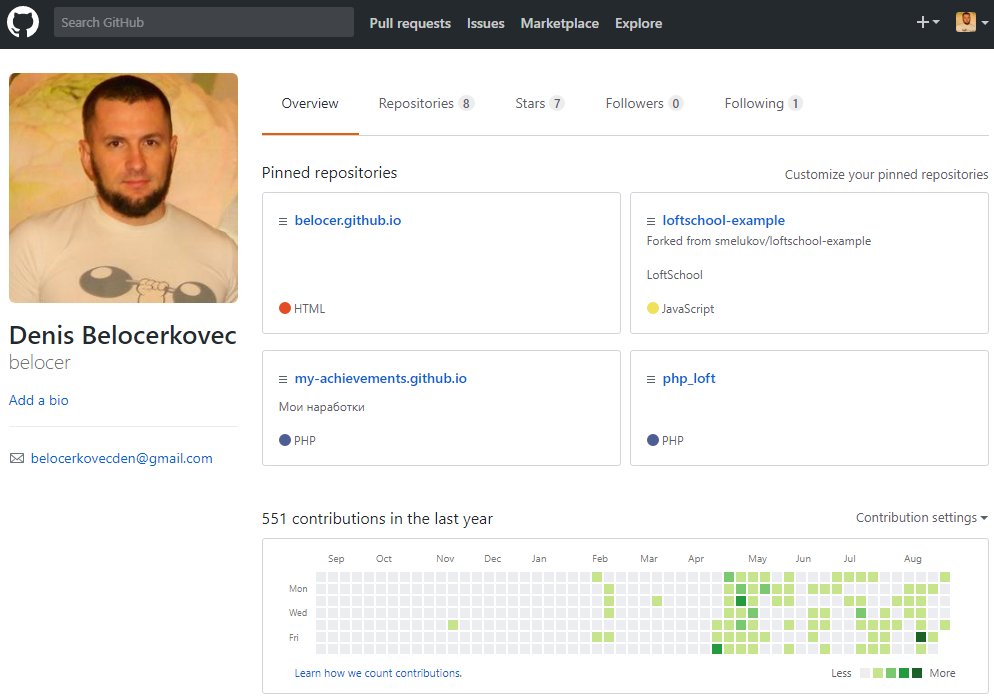 Search GitHub
Pull requests Issues Marketplace Explore
Overview Repositories 8 Stars 7 Followers 0 Following 1
Pinned repositories
Customize your pinned repositories
belocer.github.io
HTML
loftschool-example
Forked from smelukov/loftschool-example
LoftSchool
JavaScript
my-achievements.github.io
Мои наработки
PHP
php_loft
PHP
Denis Belocerkovec
belocer
Add a bio
belocerkovecden@gmail.com
551 contributions in the last year
Contribution settings
Sep Oct Nov Dec Jan Feb Mar Apr May Jun Jul Aug
Mon
Wed
Fri
Learn how we count contributions.
Less More